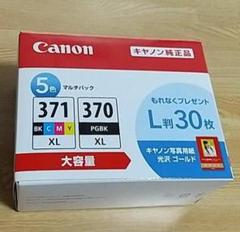 Canon
キヤノン純正品
5色 マルチパック
371 370
BK C M Y PGBK
XL XL
大容量
もれなくプレゼント
L判30枚
キヤノン写真用紙
光沢 ゴールド